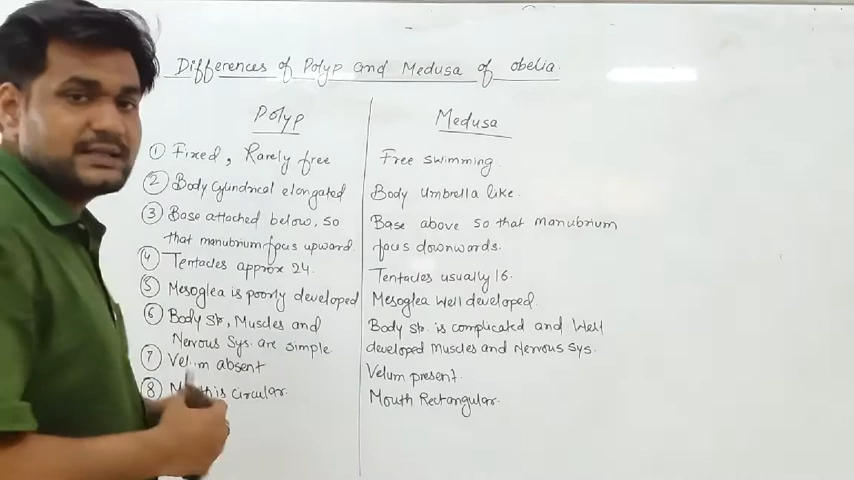 Differences of Polyp and Medusa of obelia.
Polyp
① Fixed, Rarely free
② Body Cylindrical elongated
③ Base attached below, so
that manubrium focus upward.
④ Tentacles approx 24.
⑤ Mesoglea is poorly developed
⑥ Body str, Muscles and
Nervous Sys. are simple.
⑦ Velum absent
⑧ Mouth is circular.
Medusa
Free swimming.
Body Umbrella like.
Base above so that manubrium
focus downwards.
Tentacles usually 16.
Mesoglea Well developed.
Body str. is complicated and Well
developed Muscles and Nervous Sys.
Velum present.
Mouth Rectangular.